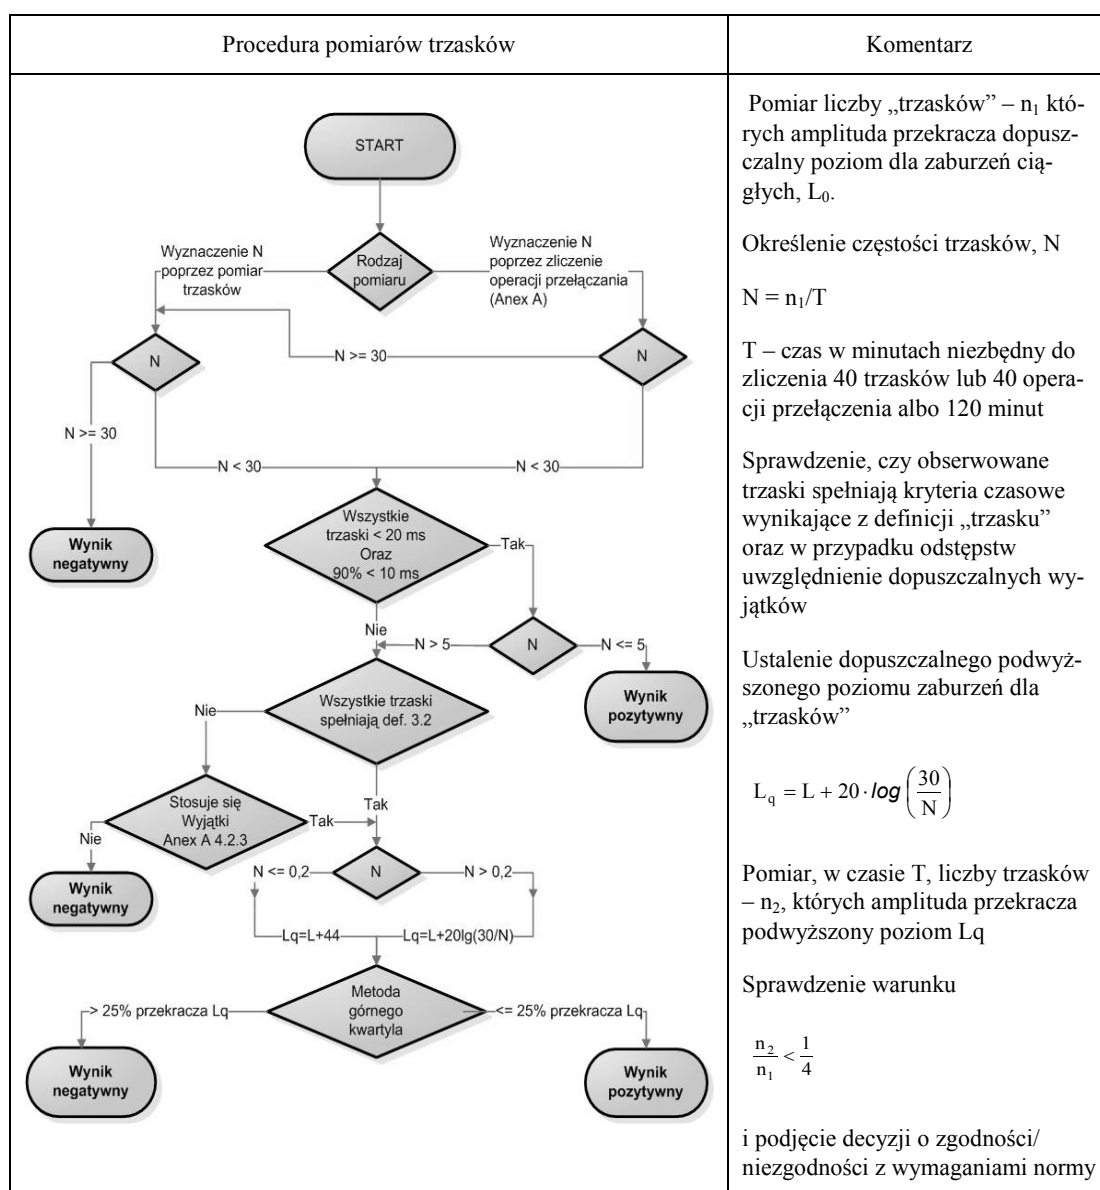 Procedura pomiarów trzasków
Komentarz
START
Wyznaczenie N
poprzez pomiar
trzasków
Rodzaj
pomiaru
Wyznaczenie N
poprzez zliczenie
operacji przełączania
(Anex A)
N
N >= 30
N
N >= 30
N < 30
N < 30
Wynik
negatywny
Wszystkie
trzaski < 20 ms
Oraz
90% < 10 ms
Tak
Nie
N > 5
N
N <= 5
Wynik
pozytywny
Wszystkie trzaski
spełniają def. 3.2
Nie
Tak
Stosuje się
Wyjątki
Anex A 4.2.3
Tak
Nie
Wynik
negatywny
N <= 0,2
N
N > 0,2
Lq=L+44
Lq=L+20lg(30/N)
Metoda
górnego
kwartyla
> 25% przekracza Lq
<= 25% przekracza Lq
Wynik
negatywny
Wynik
pozytywny
Pomiar liczby „trzasków” – n₁ któ-
rych amplituda przekracza dopusz-
czalny poziom dla zaburzeń cią-
głych, L₀.
Określenie częstości trzasków, N
N = n₁/T
T – czas w minutach niezbędny do
zliczenia 40 trzasków lub 40 opera-
cji przełączenia albo 120 minut
Sprawdzenie, czy obserwowane
trzaski spełniają kryteria czasowe
wynikające z definicji „trzasku”
oraz w przypadku odstępstw
uwzględnienie dopuszczalnych wy-
jątków
Ustalenie dopuszczalnego podwyż-
szonego poziomu zaburzeń dla
„trzasków”
L_q = L + 20 · log (30/N)
Pomiar, w czasie T, liczby trzasków
– n₂, których amplituda przekracza
podwyższony poziom Lq
Sprawdzenie warunku
n₂/n₁ < 1/4
i podjęcie decyzji o zgodności/
niezgodności z wymaganiami normy